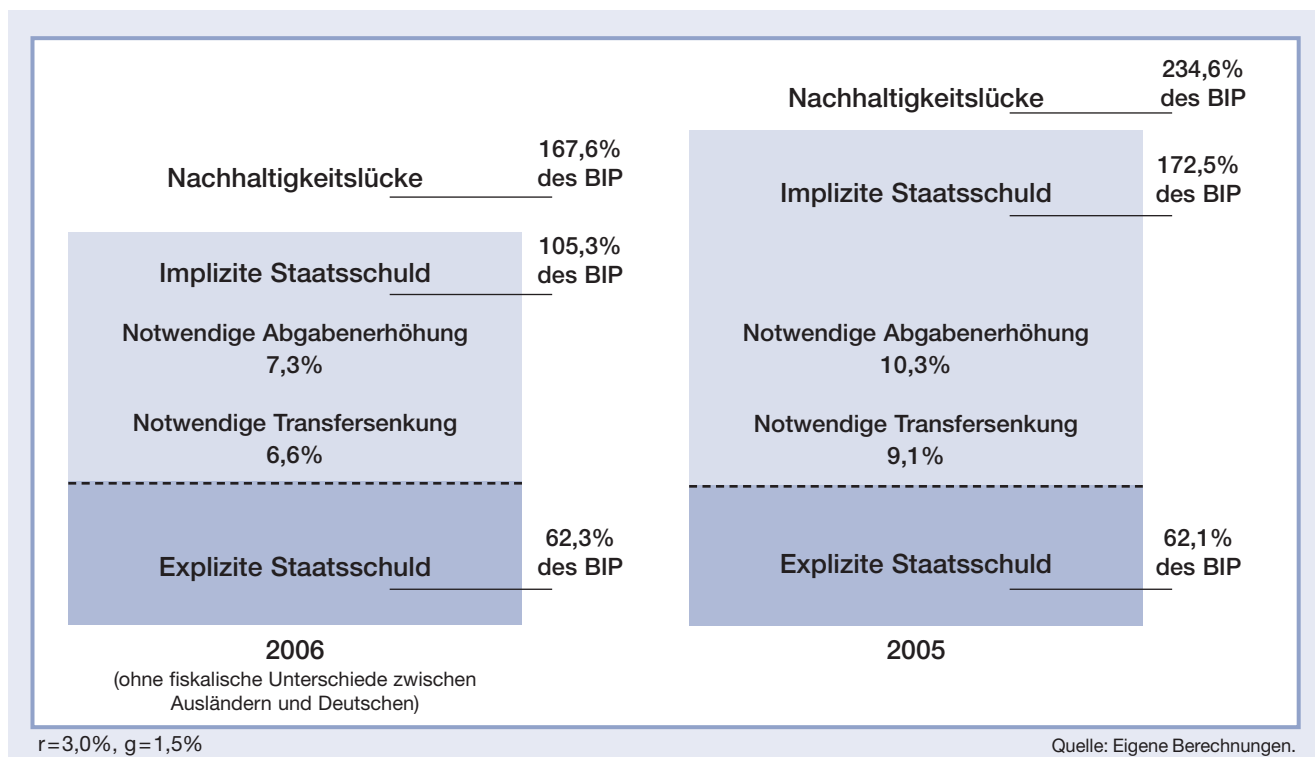 Nachhaltigkeitslücke
167,6%
des BIP
Implizite Staatsschuld
105,3%
des BIP
Notwendige Abgabenerhöhung
7,3%
Notwendige Transfersenkung
6,6%
Explizite Staatsschuld
62,3%
des BIP
2006
(ohne fiskalische Unterschiede zwischen
Ausländern und Deutschen)
Nachhaltigkeitslücke
234,6%
des BIP
Implizite Staatsschuld
172,5%
des BIP
Notwendige Abgabenerhöhung
10,3%
Notwendige Transfersenkung
9,1%
Explizite Staatsschuld
62,1%
des BIP
2005
r=3,0%, g=1,5%
Quelle: Eigene Berechnungen.